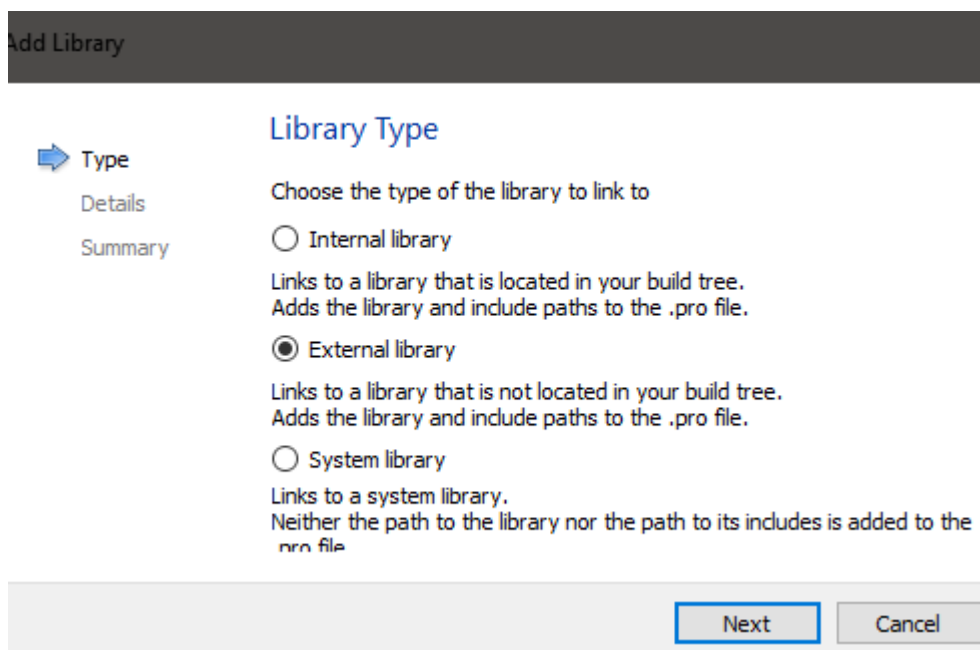 Add Library
Library Type
Type
Details
Summary
Choose the type of the library to link to
Internal library
Links to a library that is located in your build tree.
Adds the library and include paths to the .pro file.
External library
Links to a library that is not located in your build tree.
Adds the library and include paths to the .pro file.
System library
Links to a system library.
Neither the path to the library nor the path to its includes is added to the
.pro file
Next
Cancel